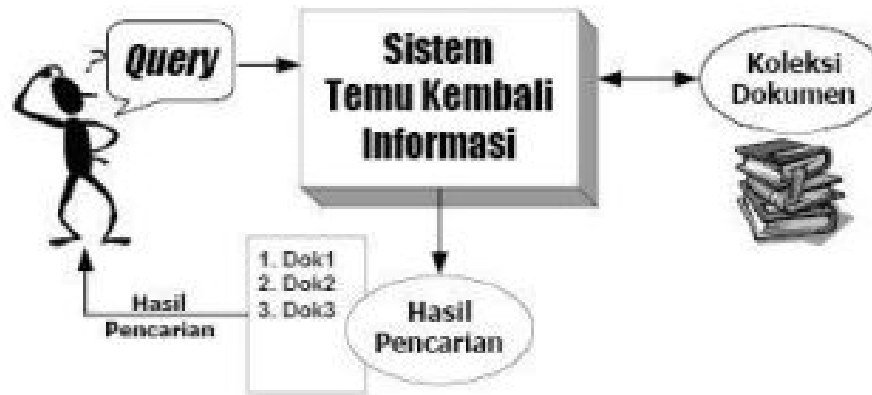 ?
Query
Sistem
Temu Kembali
Informasi
Koleksi
Dokumen
1. Dok1
2. Dok2
3. Dok3
Hasil
Pencarian
Hasil
Pencarian